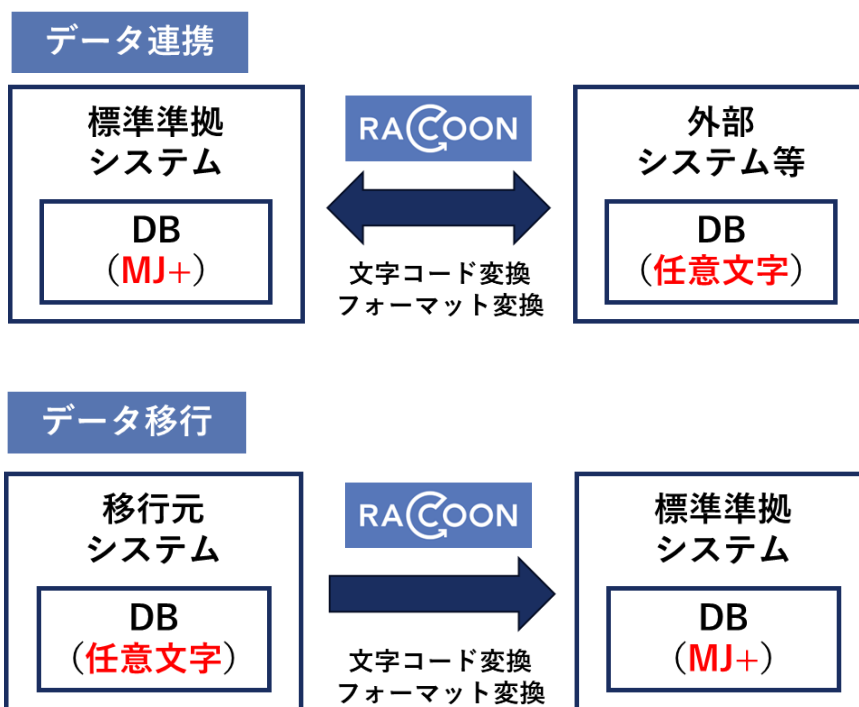 データ連携
標準準拠
システム
DB
（MJ+）
RACCOON
文字コード変換
フォーマット変換
外部
システム等
DB
（任意文字）
データ移行
移行元
システム
DB
（任意文字）
RACCOON
文字コード変換
フォーマット変換
標準準拠
システム
DB
（MJ+）